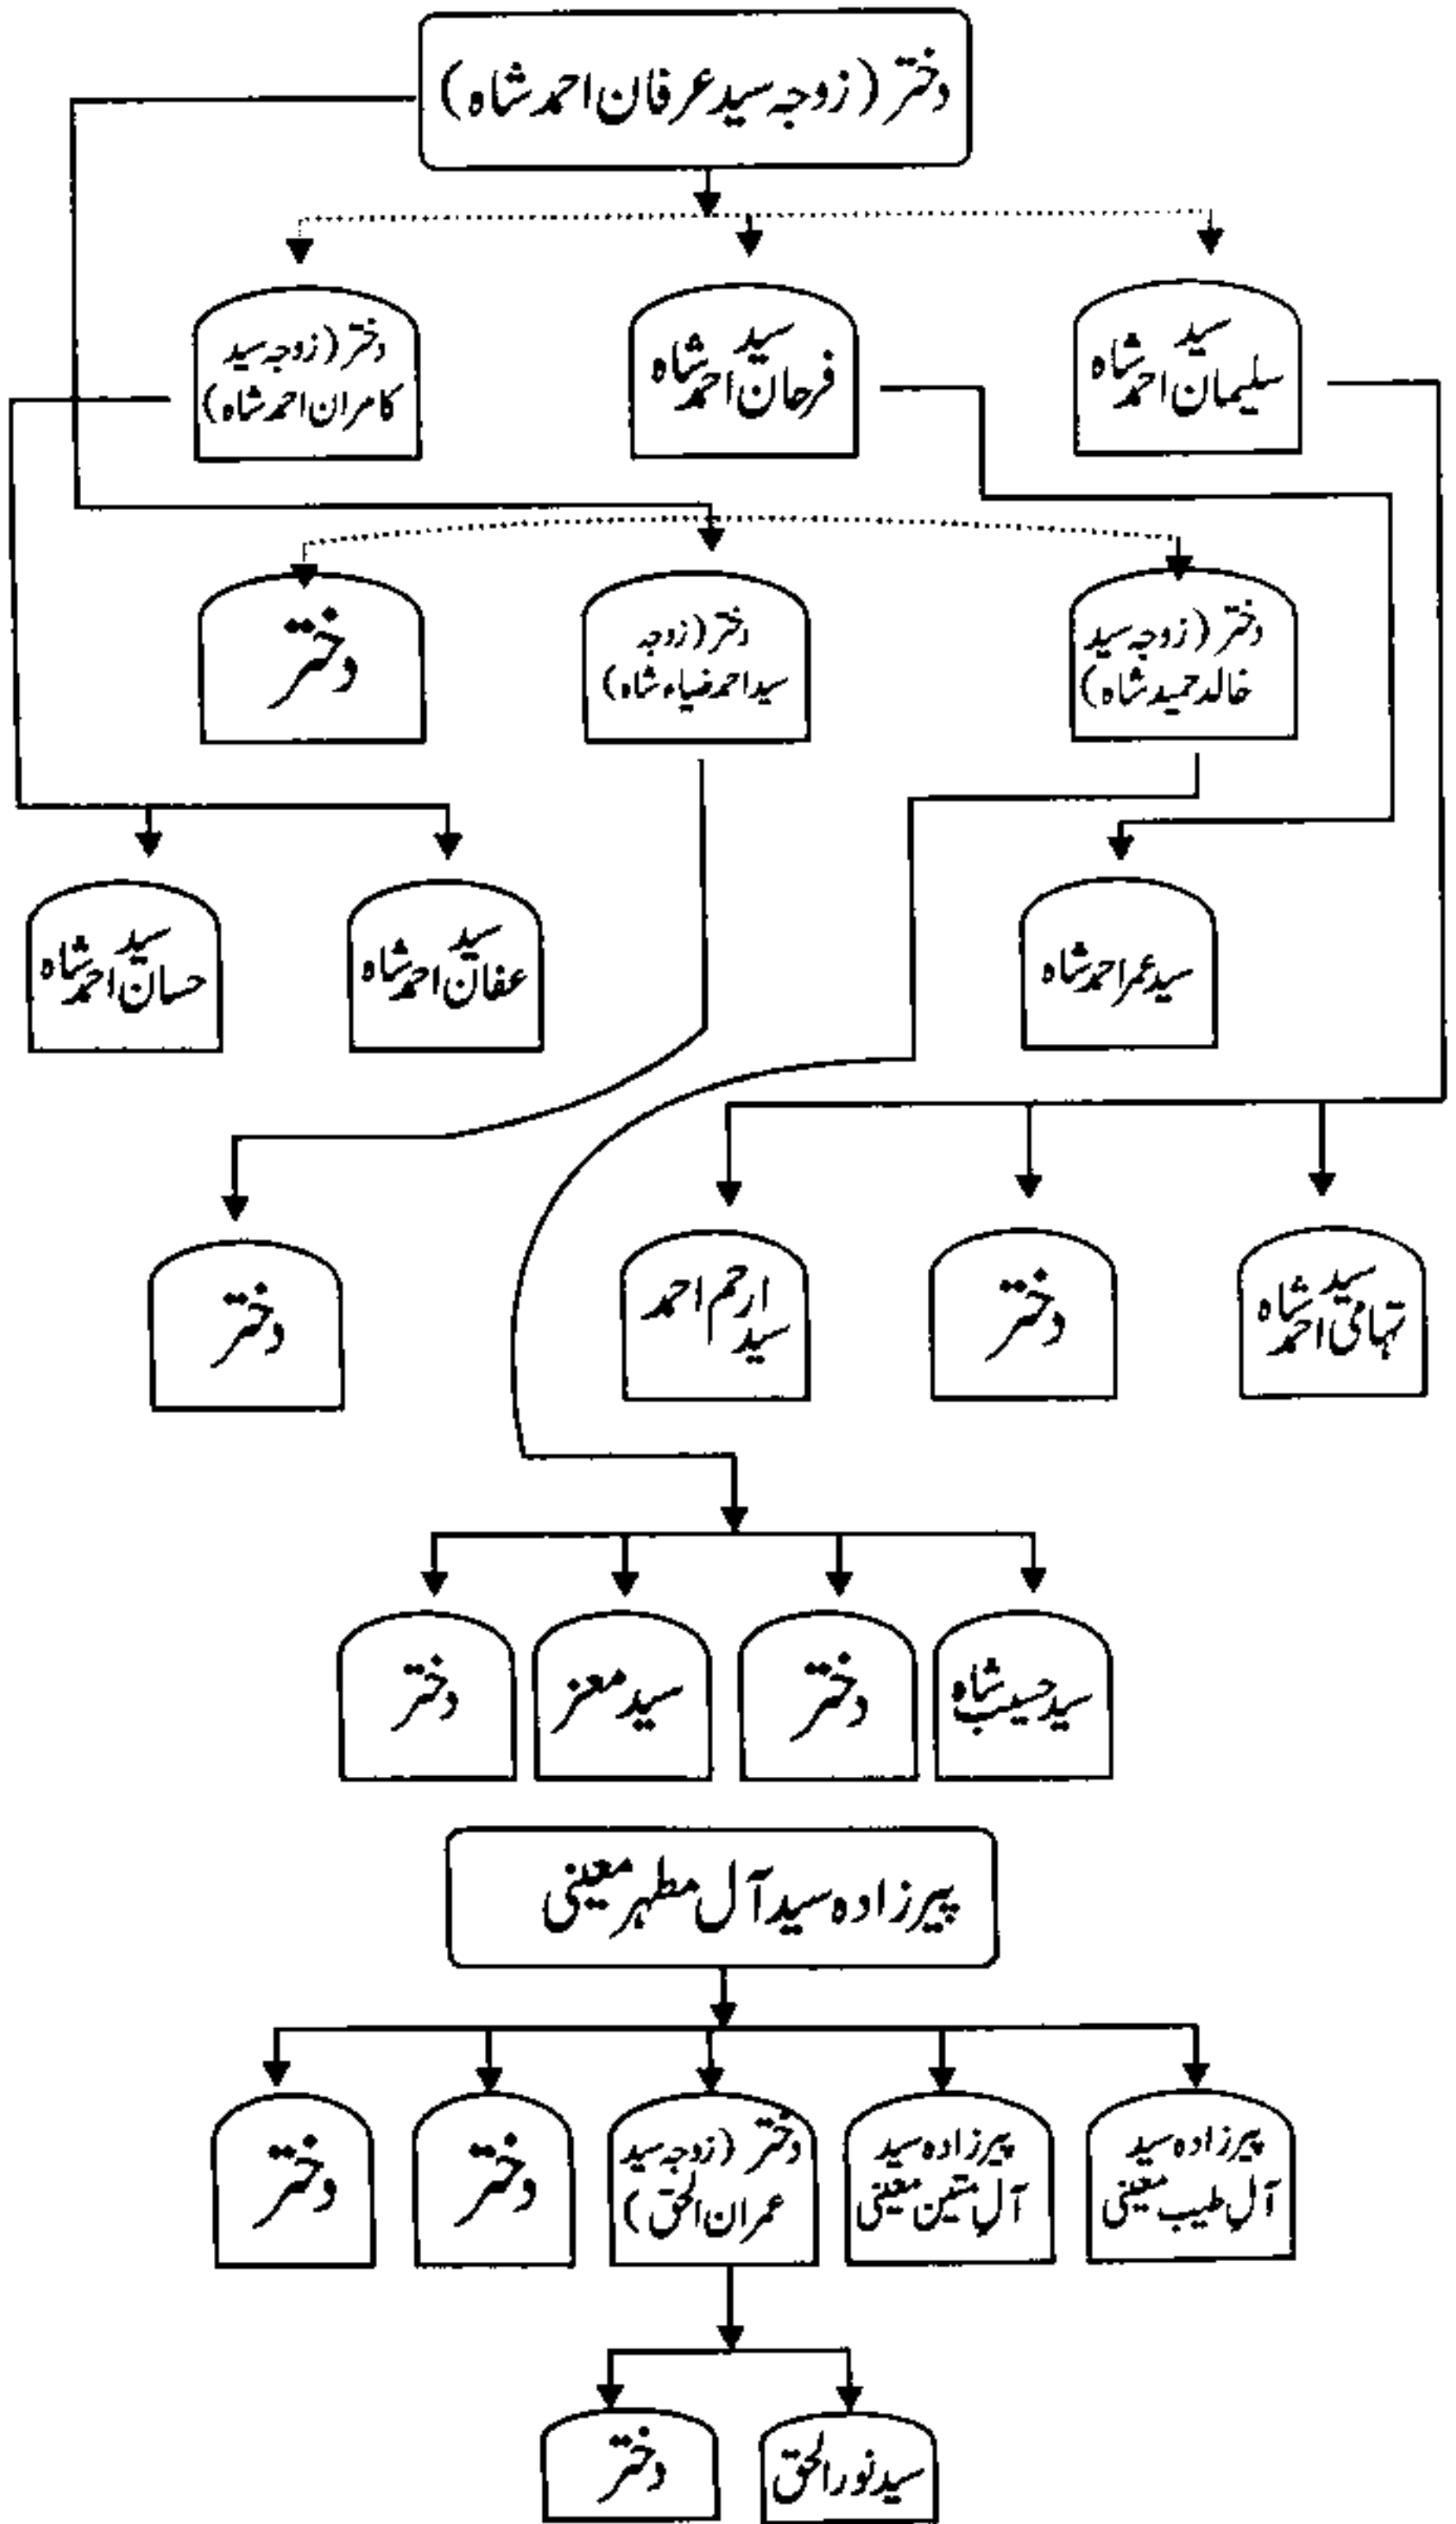 دختر (زوجہ سید عرفان احمد شاہ)
سید
سلیمان احمد شاہ
سید
فرحان احمد شاہ
دختر (زوجہ سید
کامران احمد شاہ)
دختر (زوجہ سید
خالد حمید شاہ)
دختر (زوجہ
سید احمد ضیاء شاہ)
دختر
سید عمر احمد شاہ
سید
عفان احمد شاہ
سید
حسان احمد شاہ
سید
تہامی احمد شاہ
دختر
سید ارحم احمد
دختر
سید حسیب شاہ
دختر
سید معز
دختر
پیرزادہ سید آل مطہر معینی
پیرزادہ سید
آلِ طیب معینی
پیرزادہ سید
آلِ متین معینی
دختر (زوجہ سید
عمران الحق)
دختر
دختر
سید نور الحق
دختر